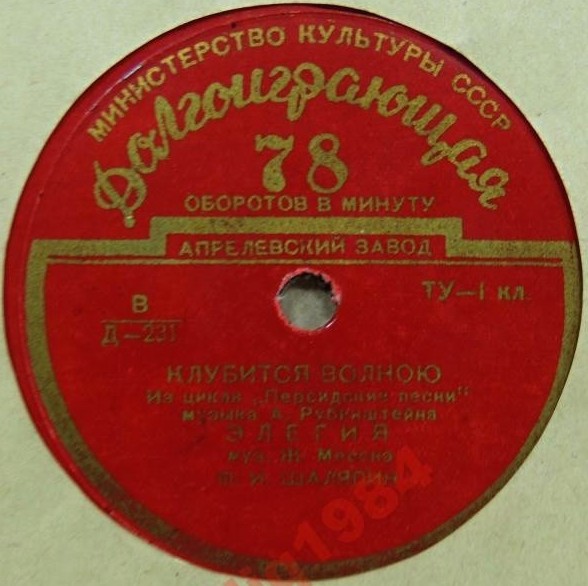 МИНИСТЕРСТВО КУЛЬТУРЫ СССР
Долгоиграющая
78
ОБОРОТОВ В МИНУТУ
АПРЕЛЕВСКИЙ ЗАВОД
В
Д—231
ТУ—1 кл.
КЛУБИТСЯ ВОЛНОЮ
Из цикла „Персидские песни"
музыка А. Рубинштейна
ЭЛЕГИЯ
муз. Ж. Массне
И. ШАЛЯПИН
1984